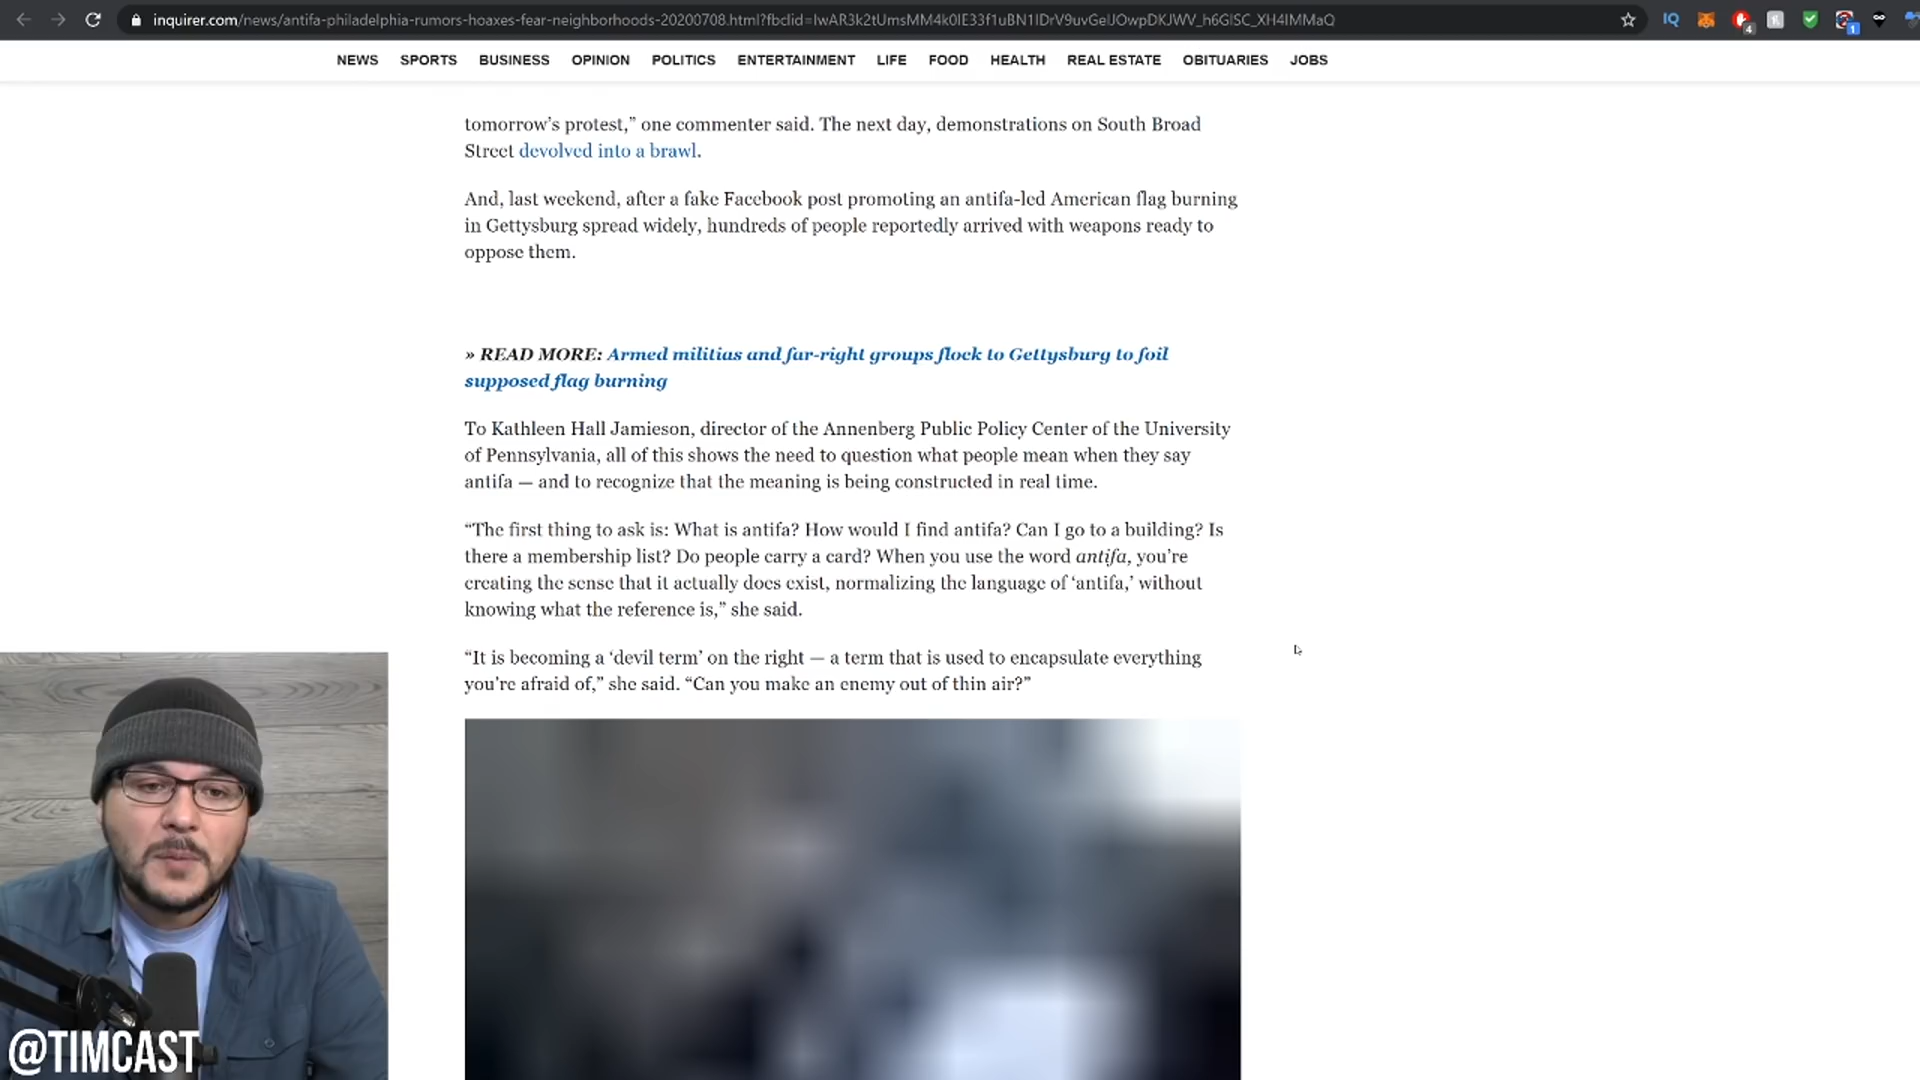 inquirer.com/news/antifa-philadelphia-rumors-hoaxes-fear-neighborhoods-20200708.html?fbclid=IwAR3k2tUmsMM4k0IE33f1uBN1IDrV9uvGeIJOwpDKJWV_h6GISC_XH4IMMaQ
IQ
4
1
NEWS SPORTS BUSINESS OPINION POLITICS ENTERTAINMENT LIFE FOOD HEALTH REAL ESTATE OBITUARIES JOBS
tomorrow’s protest,” one commenter said. The next day, demonstrations on South Broad
Street devolved into a brawl.
And, last weekend, after a fake Facebook post promoting an antifa-led American flag burning
in Gettysburg spread widely, hundreds of people reportedly arrived with weapons ready to
oppose them.
» READ MORE: Armed militias and far-right groups flock to Gettysburg to foil
supposed flag burning
To Kathleen Hall Jamieson, director of the Annenberg Public Policy Center of the University
of Pennsylvania, all of this shows the need to question what people mean when they say
antifa — and to recognize that the meaning is being constructed in real time.
“The first thing to ask is: What is antifa? How would I find antifa? Can I go to a building? Is
there a membership list? Do people carry a card? When you use the word antifa, you’re
creating the sense that it actually does exist, normalizing the language of ‘antifa,’ without
knowing what the reference is,” she said.
“It is becoming a ‘devil term’ on the right — a term that is used to encapsulate everything
you’re afraid of,” she said. “Can you make an enemy out of thin air?”
@TIMCAST